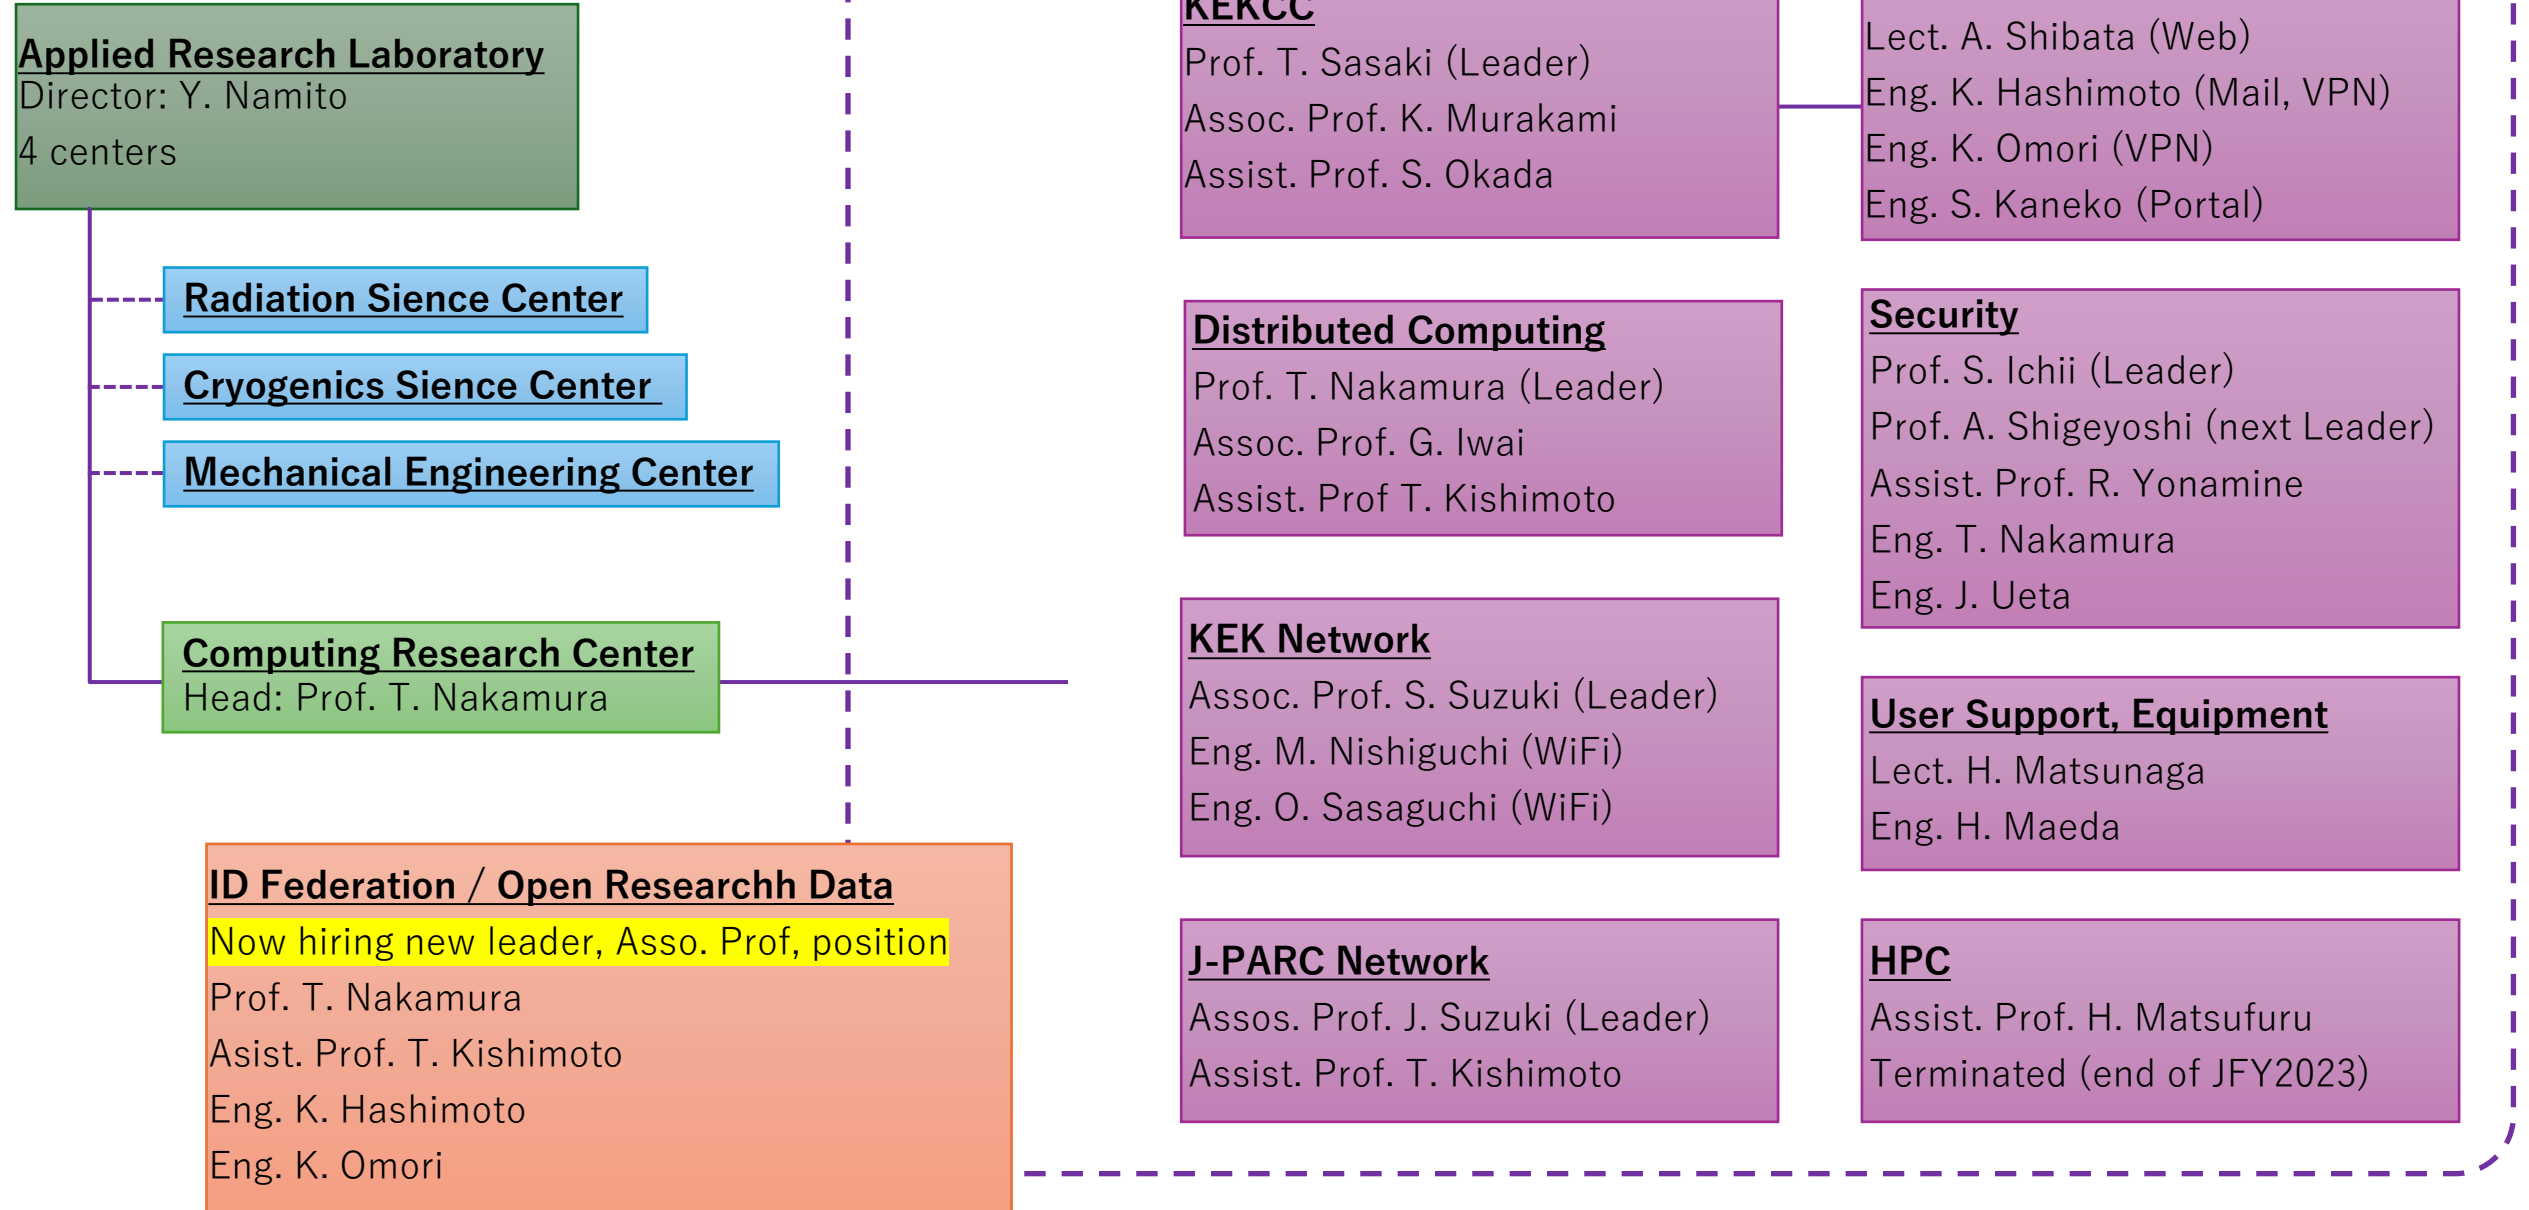 Applied Research Laboratory
Director: Y. Namito
4 centers
Radiation Sience Center
Cryogenics Sience Center
Mechanical Engineering Center
Computing Research Center
Head: Prof. T. Nakamura
ID Federation / Open Researchh Data
Now hiring new leader, Asso. Prof, position
Prof. T. Nakamura
Asist. Prof. T. Kishimoto
Eng. K. Hashimoto
Eng. K. Omori
KEKCC
Prof. T. Sasaki (Leader)
Assoc. Prof. K. Murakami
Assist. Prof. S. Okada
Distributed Computing
Prof. T. Nakamura (Leader)
Assoc. Prof. G. Iwai
Assist. Prof T. Kishimoto
KEK Network
Assoc. Prof. S. Suzuki (Leader)
Eng. M. Nishiguchi (WiFi)
Eng. O. Sasaguchi (WiFi)
J-PARC Network
Assos. Prof. J. Suzuki (Leader)
Assist. Prof. T. Kishimoto
Lect. A. Shibata (Web)
Eng. K. Hashimoto (Mail, VPN)
Eng. K. Omori (VPN)
Eng. S. Kaneko (Portal)
Security
Prof. S. Ichii (Leader)
Prof. A. Shigeyoshi (next Leader)
Assist. Prof. R. Yonamine
Eng. T. Nakamura
Eng. J. Ueta
User Support, Equipment
Lect. H. Matsunaga
Eng. H. Maeda
HPC
Assist. Prof. H. Matsufuru
Terminated (end of JFY2023)